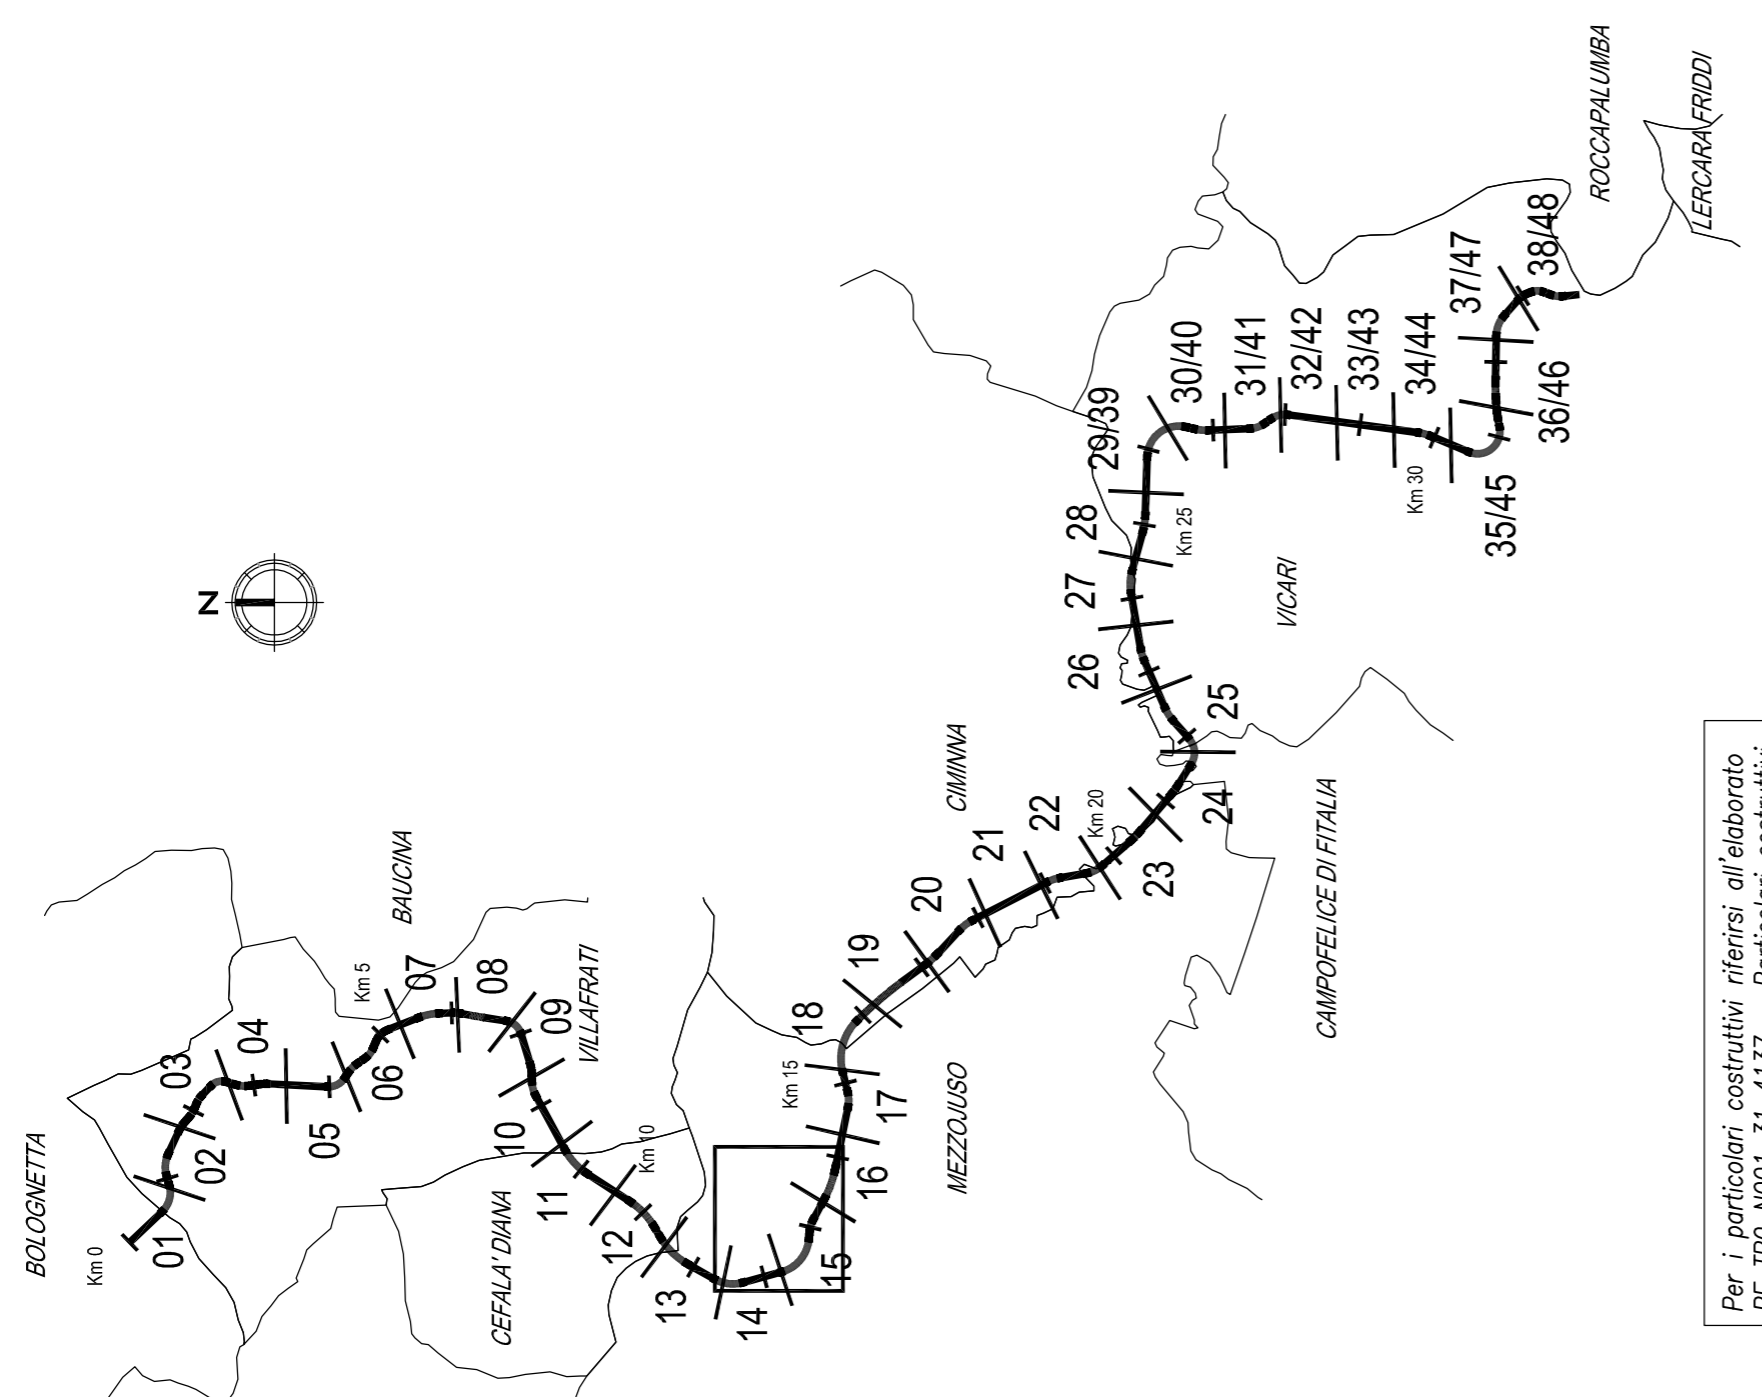 BOLOGNETTA
Km 0
01
02
03
04
05
06
Km 5
BAUCINA
07
08
09
VILLAFRATI
10
11
CEFALA' DIANA
12
Km 10
13
14
15
16
17
Km 15
MEZZOJUSO
18
19
20
CIMINNA
21
22
Km 20
23
24
CAMPOFELICE DI FITALIA
25
26
27
28
Km 25
VICARI
29/39
30/40
31/41
32/42
33/43
34/44
Km 30
35/45
36/46
37/47
38/48
ROCCAPALUMBA
LERCARA FRIDDI
N
Per i particolari costruttivi riferirsi all'elaborato